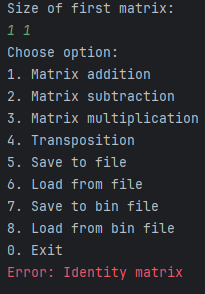 Size of first matrix:
1 1
Choose option:
1. Matrix addition
2. Matrix subtraction
3. Matrix multiplication
4. Transposition
5. Save to file
6. Load from file
7. Save to bin file
8. Load from bin file
0. Exit
Error: Identity matrix